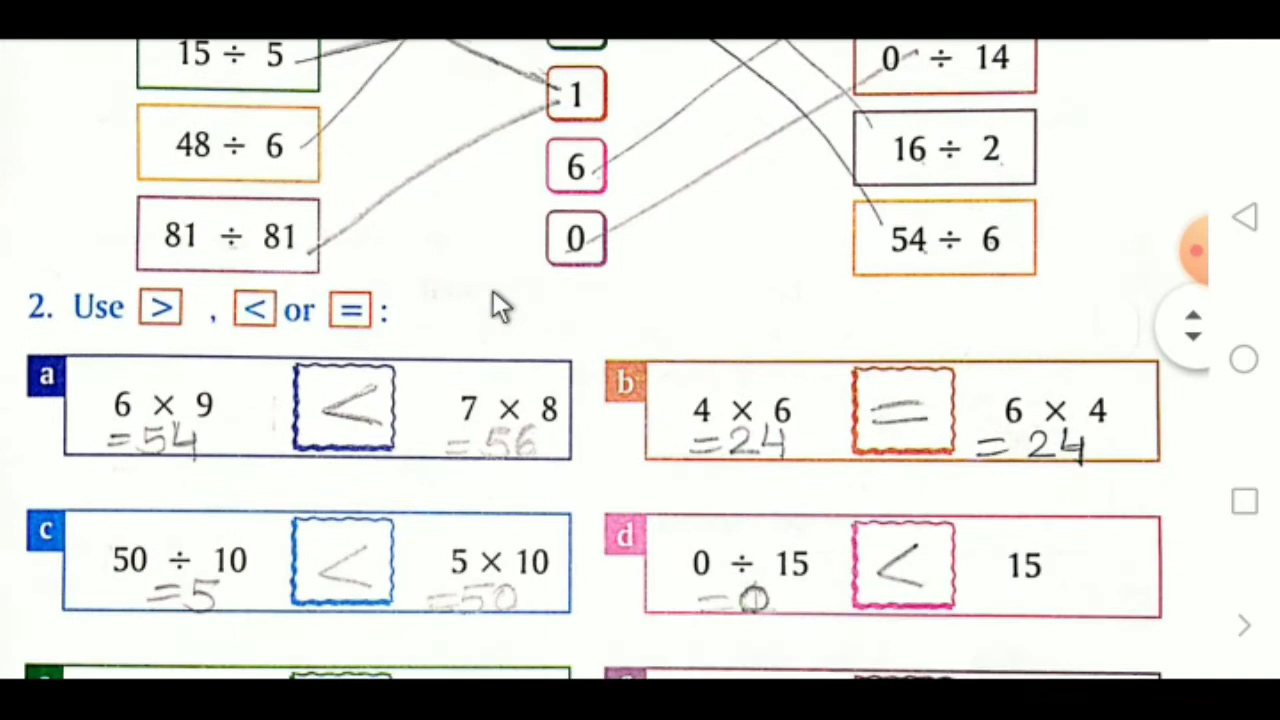 15 ÷ 5
0 ÷ 14
1
48 ÷ 6
16 ÷ 2
6
81 ÷ 81
0
54 ÷ 6
2. Use > , < or = :
a
6 × 9 < 7 × 8
= 54 = 56
b
4 × 6 = 6 × 4
= 24 = 24
c
50 ÷ 10 < 5 × 10
= 5 = 50
d
0 ÷ 15 < 15
= 0